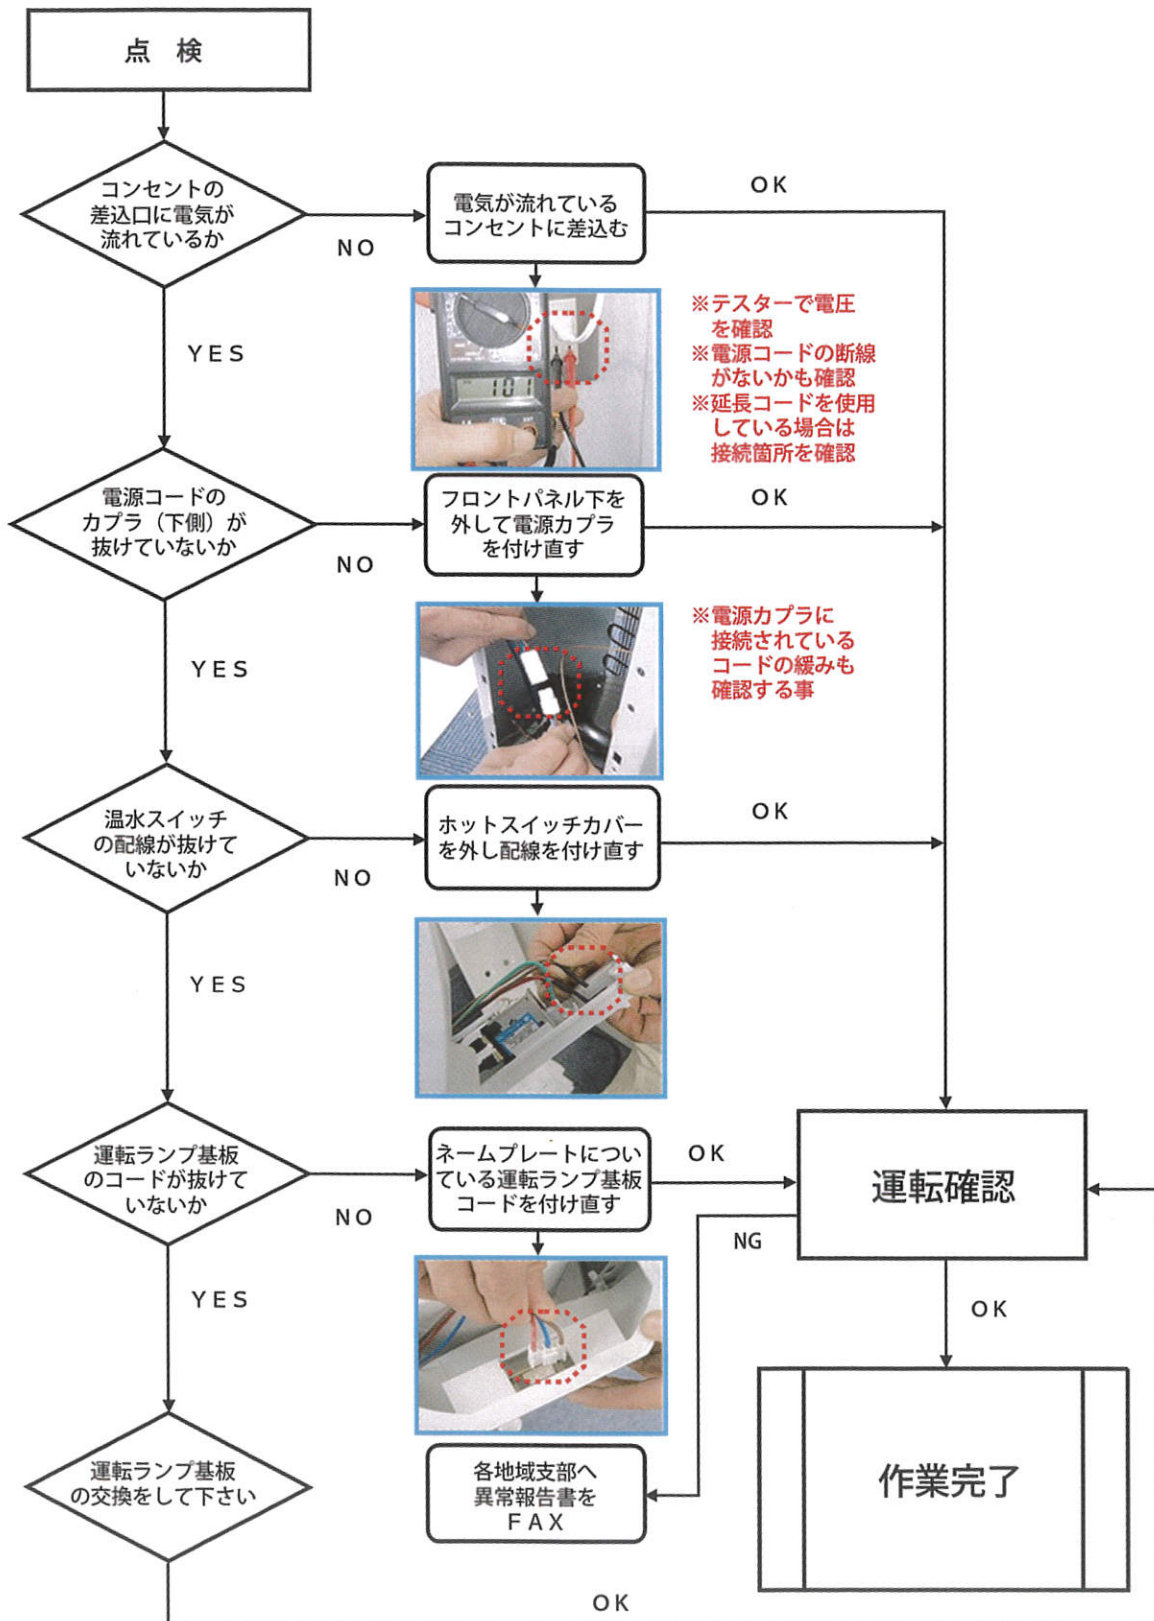 点 検
コンセントの
差込口に電気が
流れているか
NO
電気が流れている
コンセントに差込む
OK
YES
101
※テスターで電圧
を確認
※電源コードの断線
がないかも確認
※延長コードを使用
している場合は
接続箇所を確認
電源コードの
カプラ（下側）が
抜けていないか
NO
フロントパネル下を
外して電源カプラ
を付け直す
OK
YES
※電源カプラに
接続されている
コードの緩みも
確認する事
温水スイッチ
の配線が抜けて
いないか
NO
ホットスイッチカバー
を外し配線を付け直す
OK
YES
運転ランプ基板
のコードが抜けて
いないか
NO
ネームプレートについ
ている運転ランプ基板
コードを付け直す
OK
運転確認
NG
OK
YES
運転ランプ基板
の交換をして下さい
各地域支部へ
異常報告書を
FAX
作業完了
OK